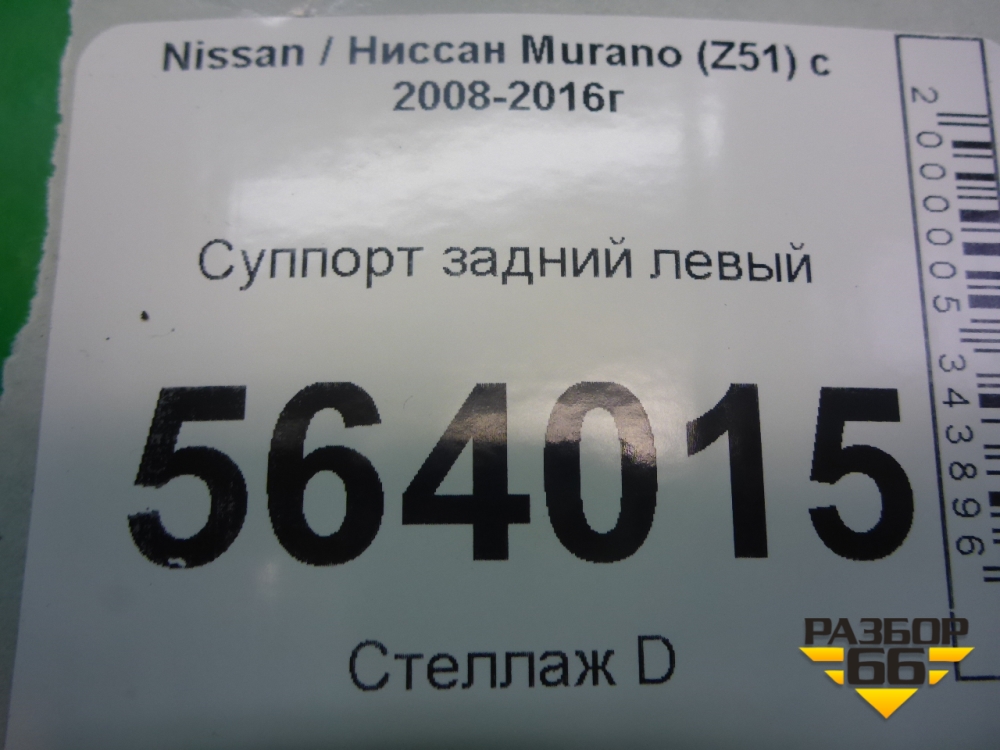 Nissan / Ниссан Murano (Z51) с
2008-2016г
Суппорт задний левый
564015
Стеллаж D
2000005343896
РАЗБОР
66